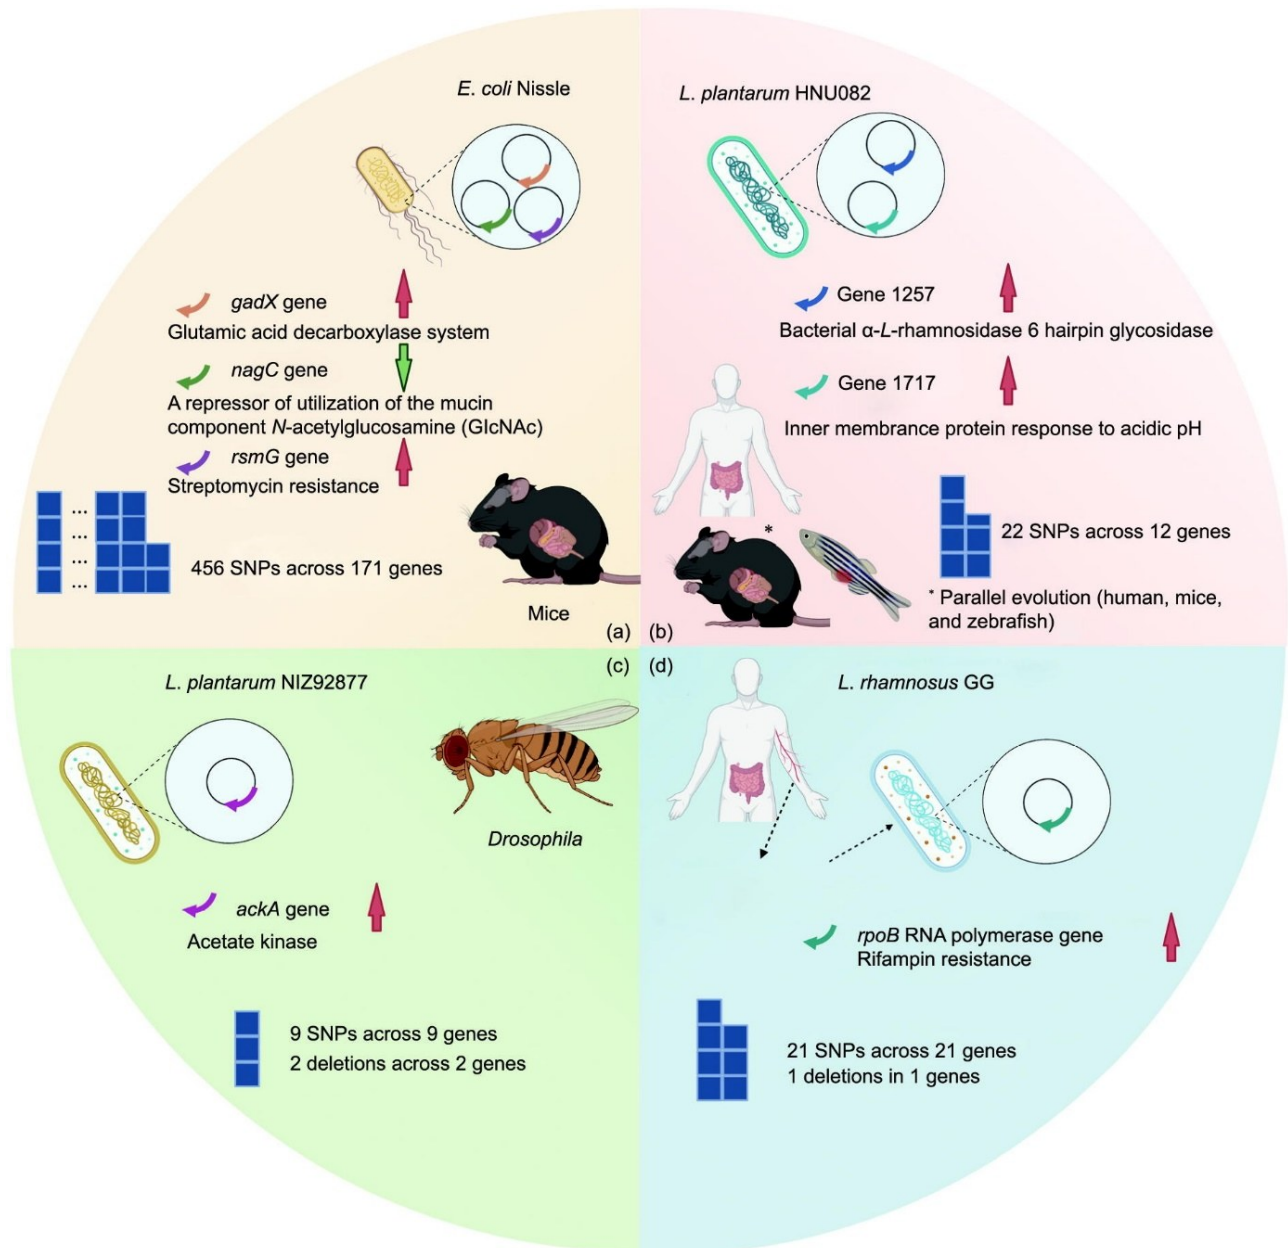 E. coli Nissle
gadX gene
Glutamic acid decarboxylase system
nagC gene
A repressor of utilization of the mucin
component N-acetylglucosamine (GlcNAc)
rsmG gene
Streptomycin resistance
... 
...
...
...
456 SNPs across 171 genes
Mice
(a)
L. plantarum HNU082
Gene 1257
Bacterial α-L-rhamnosidase 6 hairpin glycosidase
Gene 1717
Inner membrance protein response to acidic pH
*
22 SNPs across 12 genes
* Parallel evolution (human, mice,
and zebrafish)
(b)
(c)
L. plantarum NIZ92877
Drosophila
ackA gene
Acetate kinase
9 SNPs across 9 genes
2 deletions across 2 genes
(d)
L. rhamnosus GG
rpoB RNA polymerase gene
Rifampin resistance
21 SNPs across 21 genes
1 deletions in 1 genes